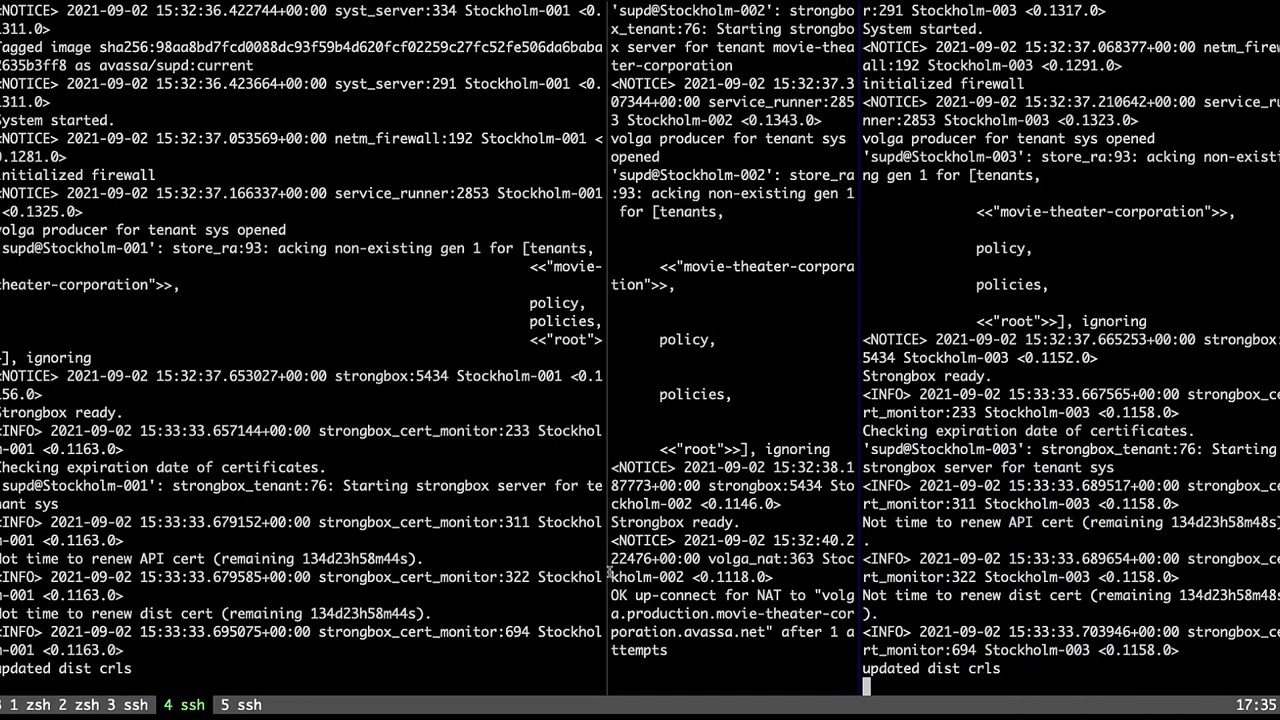 <NOTICE> 2021-09-02 15:32:36.422744+00:00 syst_server:334 Stockholm-001 <0.
1311.0>
Tagged image sha256:98aa8bd7fcd0088dc93f59b4d620fcf02259c27fc52fe506da6baba
2635b3ff8 as avassa/supd:current
<NOTICE> 2021-09-02 15:32:36.423664+00:00 syst_server:291 Stockholm-001 <0.
1311.0>
System started.
<NOTICE> 2021-09-02 15:32:37.053569+00:00 netm_firewall:192 Stockholm-001 <
0.1281.0>
initialized firewall
<NOTICE> 2021-09-02 15:32:37.166337+00:00 service_runner:2853 Stockholm-001
<0.1325.0>
volga producer for tenant sys opened
'supd@Stockholm-001': store_ra:93: acking non-existing gen 1 for [tenants,
<<"movie-
theater-corporation">>,
policy,
policies,
<<"root">
>], ignoring
<NOTICE> 2021-09-02 15:32:37.653027+00:00 strongbox:5434 Stockholm-001 <0.1
156.0>
Strongbox ready.
<INFO> 2021-09-02 15:33:33.657144+00:00 strongbox_cert_monitor:233 Stockhol
m-001 <0.1163.0>
Checking expiration date of certificates.
'supd@Stockholm-001': strongbox_tenant:76: Starting strongbox server for te
nant sys
<INFO> 2021-09-02 15:33:33.679152+00:00 strongbox_cert_monitor:311 Stockhol
m-001 <0.1163.0>
Not time to renew API cert (remaining 134d23h58m44s).
<INFO> 2021-09-02 15:33:33.679585+00:00 strongbox_cert_monitor:322 Stockhol
m-001 <0.1163.0>
Not time to renew dist cert (remaining 134d23h58m44s).
<INFO> 2021-09-02 15:33:33.695075+00:00 strongbox_cert_monitor:694 Stockhol
m-001 <0.1163.0>
updated dist crls
'supd@Stockholm-002': strongbo
x_tenant:76: Starting strongbo
x server for tenant movie-thea
ter-corporation
<NOTICE> 2021-09-02 15:32:37.3
07344+00:00 service_runner:285
3 Stockholm-002 <0.1343.0>
volga producer for tenant sys
opened
'supd@Stockholm-002': store_ra
:93: acking non-existing gen 1
for [tenants,
<<"movie-theater-corpora
tion">>,
policy,
policies,
<<"root">>], ignoring
<NOTICE> 2021-09-02 15:32:38.1
87773+00:00 strongbox:5434 Sto
ckholm-002 <0.1146.0>
Strongbox ready.
<NOTICE> 2021-09-02 15:32:40.2
22476+00:00 volga_nat:363 Stoc
kholm-002 <0.1118.0>
OK up-connect for NAT to "volg
a.production.movie-theater-cor
poration.avassa.net" after 1 a
ttempts
r:291 Stockholm-003 <0.1317.0>
System started.
<NOTICE> 2021-09-02 15:32:37.068377+00:00 netm_firew
all:192 Stockholm-003 <0.1291.0>
initialized firewall
<NOTICE> 2021-09-02 15:32:37.210642+00:00 service_ru
nner:2853 Stockholm-003 <0.1323.0>
volga producer for tenant sys opened
'supd@Stockholm-003': store_ra:93: acking non-existi
ng gen 1 for [tenants,
<<"movie-theater-corporation">>,
policy,
policies,
<<"root">>], ignoring
<NOTICE> 2021-09-02 15:32:37.665253+00:00 strongbox:
5434 Stockholm-003 <0.1152.0>
Strongbox ready.
<INFO> 2021-09-02 15:33:33.667565+00:00 strongbox_ce
rt_monitor:233 Stockholm-003 <0.1158.0>
Checking expiration date of certificates.
'supd@Stockholm-003': strongbox_tenant:76: Starting
strongbox server for tenant sys
<INFO> 2021-09-02 15:33:33.689517+00:00 strongbox_ce
rt_monitor:311 Stockholm-003 <0.1158.0>
Not time to renew API cert (remaining 134d23h58m48s)
.
<INFO> 2021-09-02 15:33:33.689654+00:00 strongbox_ce
rt_monitor:322 Stockholm-003 <0.1158.0>
Not time to renew dist cert (remaining 134d23h58m48s
).
<INFO> 2021-09-02 15:33:33.703946+00:00 strongbox_ce
rt_monitor:694 Stockholm-003 <0.1158.0>
updated dist crls
3 1 zsh 2 zsh 3 ssh 4 ssh 5 ssh 17:35